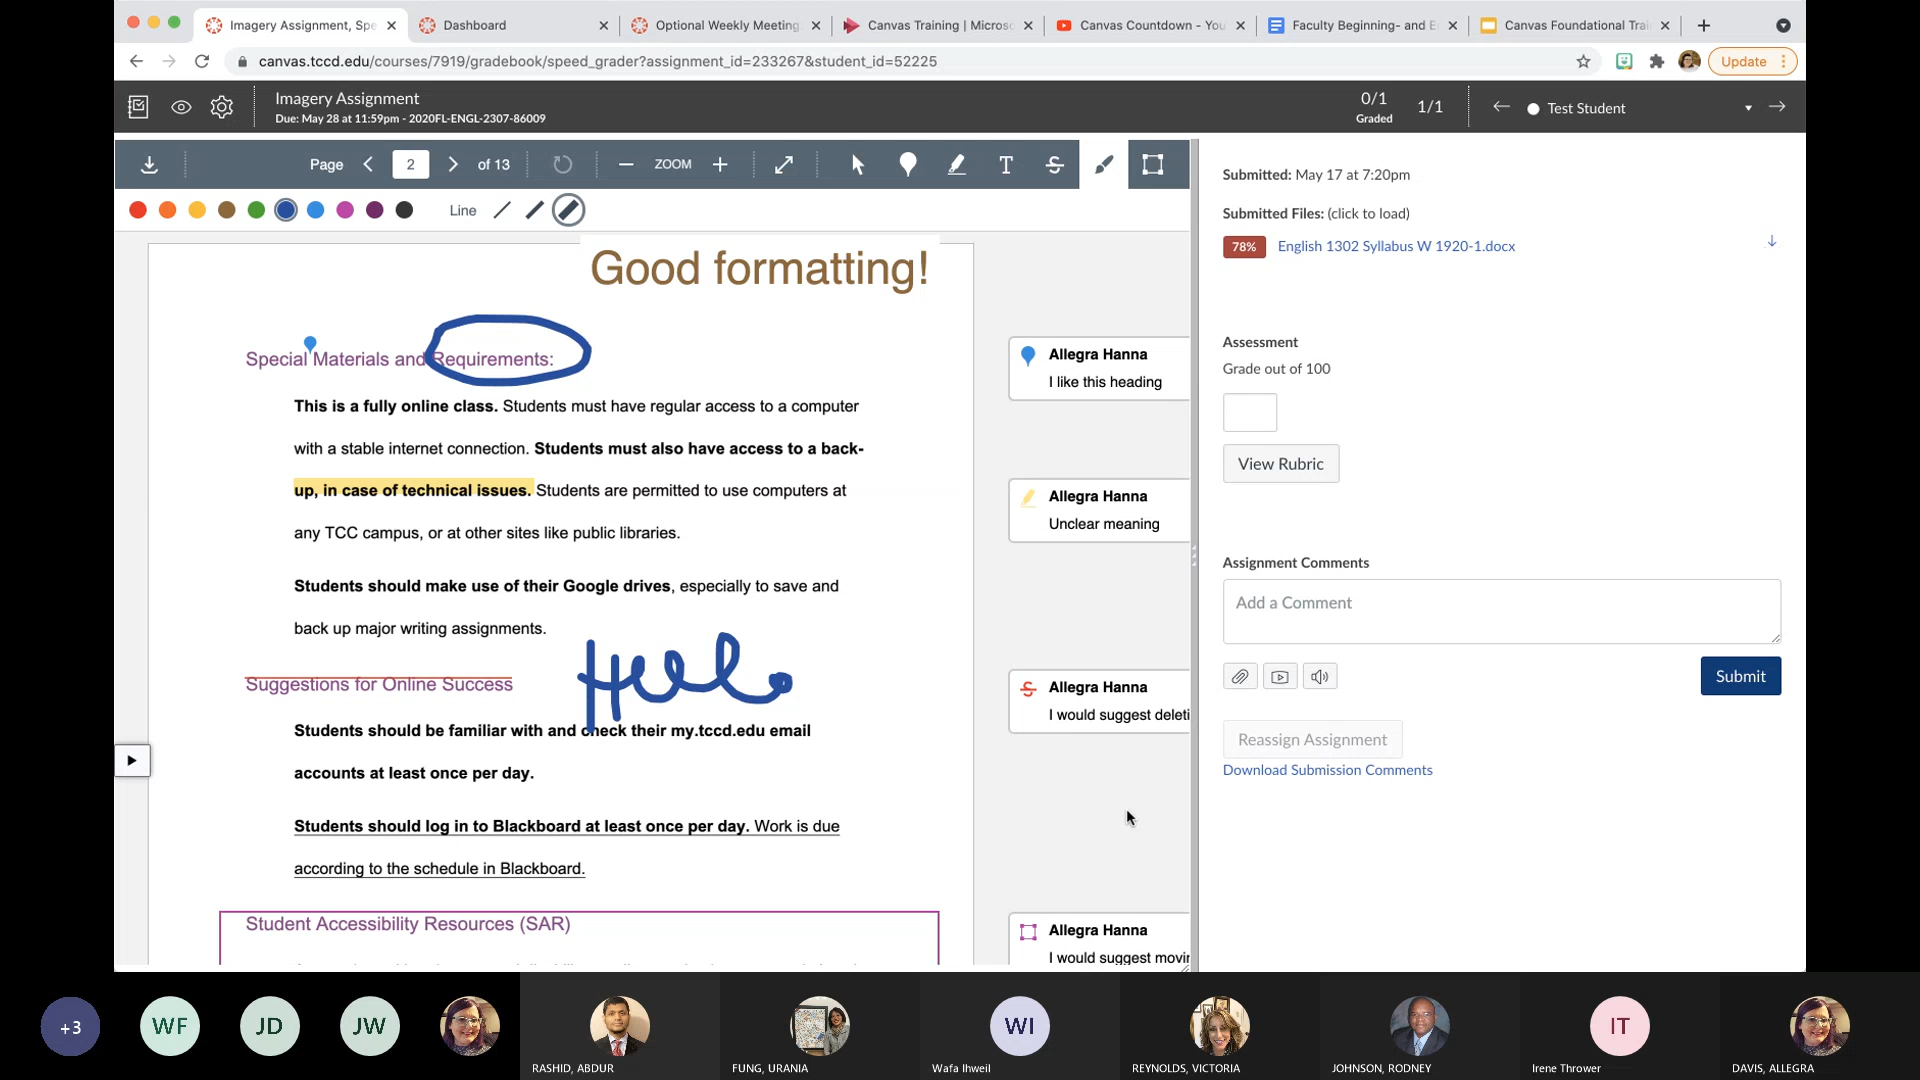 Imagery Assignment, Spe
Dashboard
Optional Weekly Meeting
Canvas Training | Microso
Canvas Countdown - You
Faculty Beginning- and E
Canvas Foundational Trai
canvas.tccd.edu/courses/7919/gradebook/speed_grader?assignment_id=233267&student_id=52225
Update
Imagery Assignment
Due: May 28 at 11:59pm - 2020FL-ENGL-2307-86009
0/1
Graded
1/1
Test Student
Page 2 of 13
ZOOM
T
S
Line
Good formatting!
Special Materials and Requirements:
This is a fully online class. Students must have regular access to a computer
with a stable internet connection. Students must also have access to a back-
up, in case of technical issues. Students are permitted to use computers at
any TCC campus, or at other sites like public libraries.
Students should make use of their Google drives, especially to save and
back up major writing assignments.
Hello
Suggestions for Online Success
Students should be familiar with and check their my.tccd.edu email
accounts at least once per day.
Students should log in to Blackboard at least once per day. Work is due
according to the schedule in Blackboard.
Student Accessibility Resources (SAR)
Allegra Hanna
I like this heading
Allegra Hanna
Unclear meaning
Allegra Hanna
I would suggest deleti
Allegra Hanna
I would suggest movin
Submitted: May 17 at 7:20pm
Submitted Files: (click to load)
78%
English 1302 Syllabus W 1920-1.docx
Assessment
Grade out of 100
View Rubric
Assignment Comments
Add a Comment
Submit
Reassign Assignment
Download Submission Comments
+3
WF
JD
JW
RASHID, ABDUR
FUNG, URANIA
WI
Wafa Ihweil
REYNOLDS, VICTORIA
JOHNSON, RODNEY
IT
Irene Thrower
DAVIS, ALLEGRA